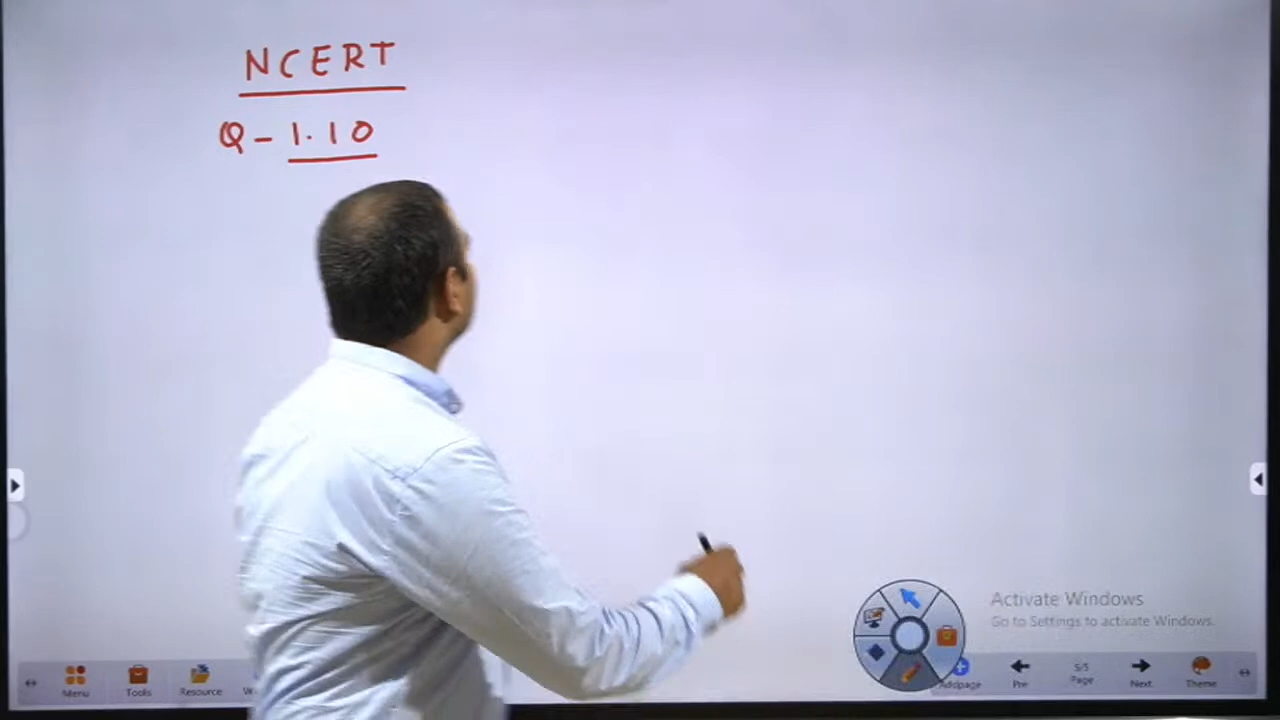 NCERT
Q - 1.10
Activate Windows
Go to Settings to activate Windows.
Menu
Tools
Resource
Addpage
Pre
5/5
Page
Next
Theme